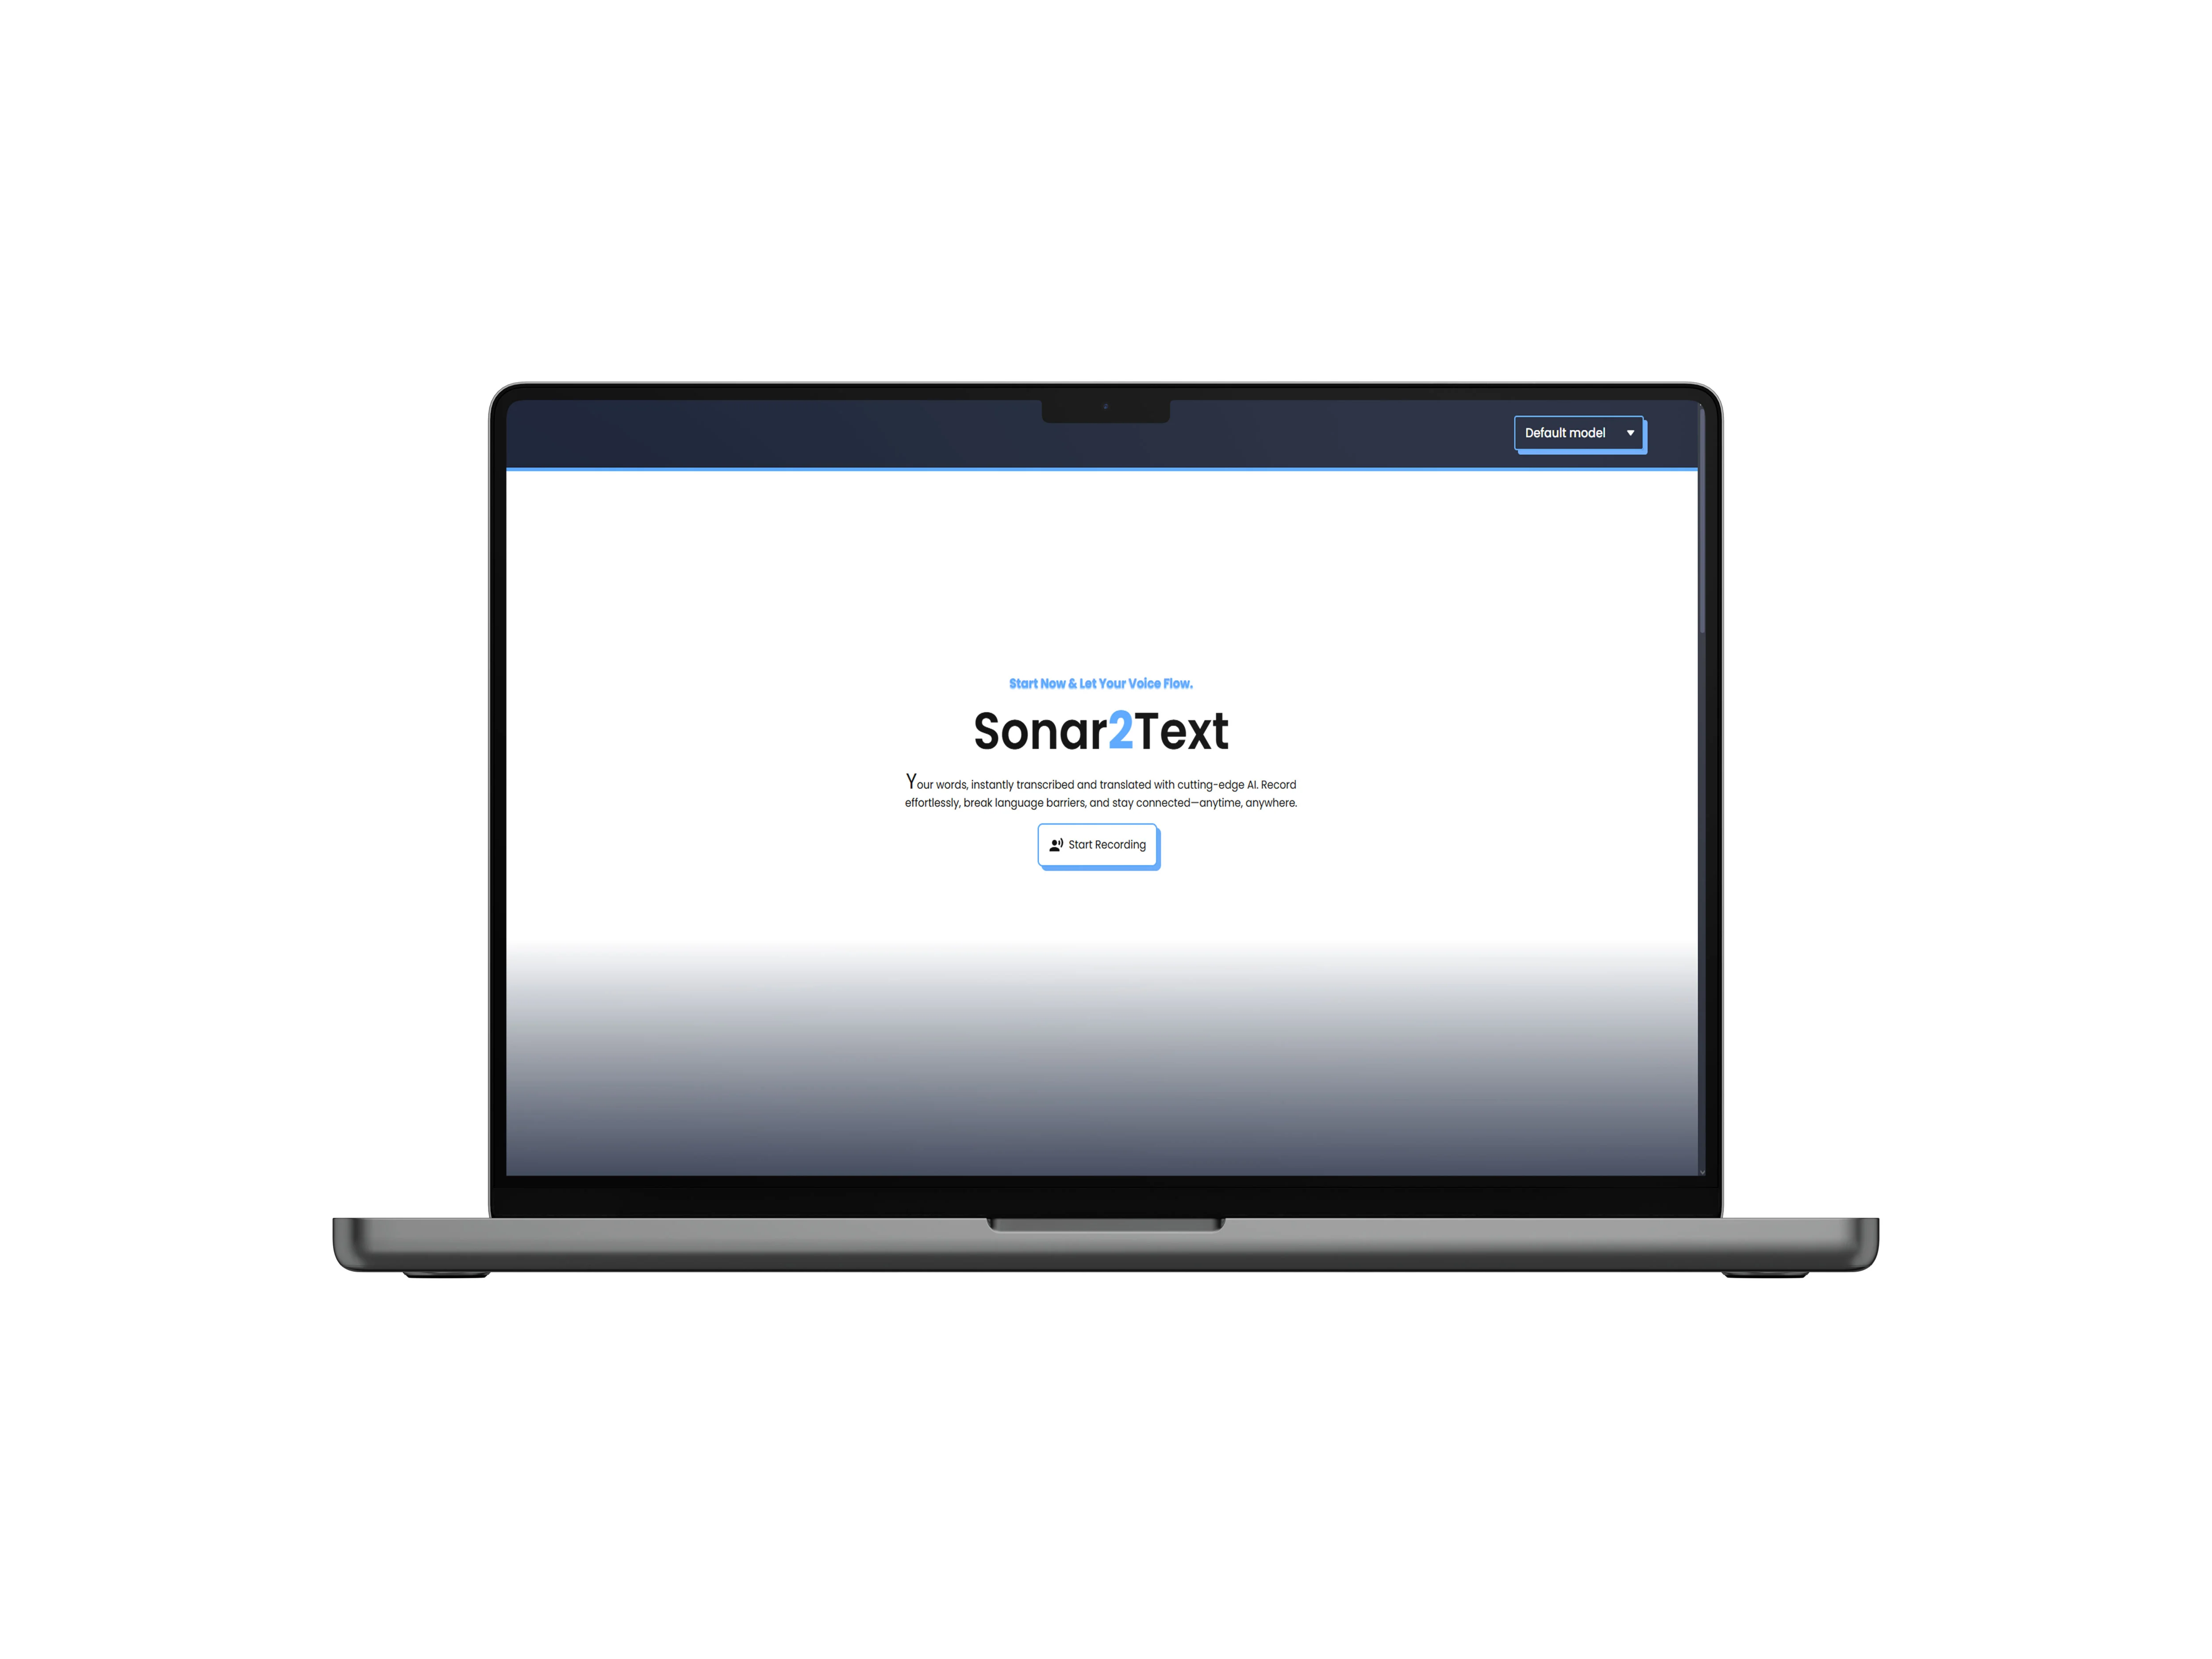 Default model
Start Now & Let Your Voice Flow.
Sonar2Text
Your words, instantly transcribed and translated with cutting-edge AI. Record
effortlessly, break language barriers, and stay connected—anytime, anywhere.
Start Recording